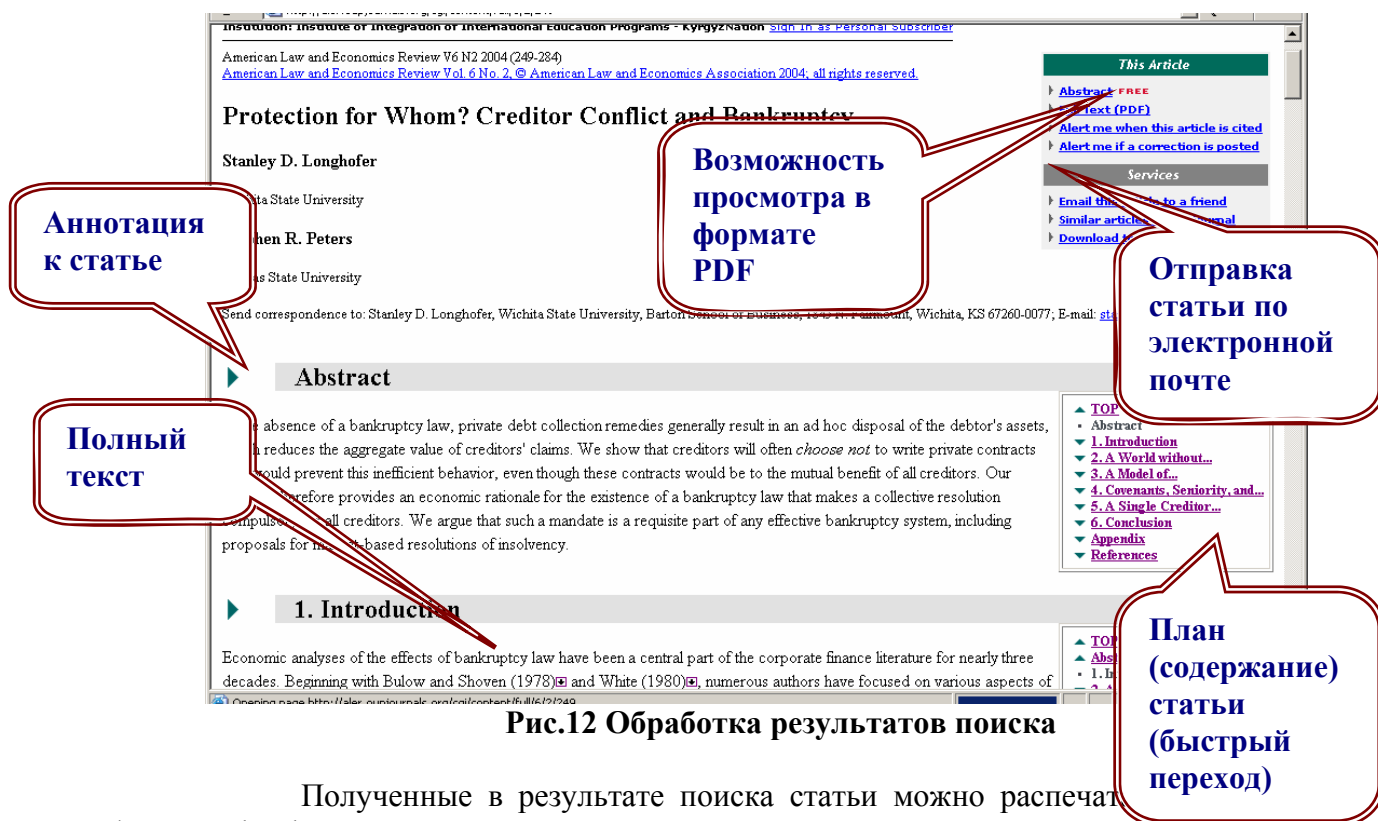 Institution: Institute of Integration of International Education Programs - KyrgyzNation Sign In as Personal Subscriber
American Law and Economics Review V6 N2 2004 (249-284)
American Law and Economics Review Vol. 6 No. 2, © American Law and Economics Association 2004; all rights reserved.
Protection for Whom? Creditor Conflict and Bankruptcy
Stanley D. Longhofer
State University
R. Peters
State University
Send correspondence to: Stanley D. Longhofer, Wichita State University, Barton School of Business, Fairmount, Wichita, KS 67260-0077; E-mail:
This Article
Abstract FREE
Text (PDF)
Alert me when this article is cited
Alert me if a correction is posted
Services
Email this to a friend
Similar
Download
Аннотация
к статье
Возможность
просмотра в
формате
PDF
Отправка
статьи по
электронной
почте
Abstract
absence of a bankruptcy law, private debt collection remedies generally result in an ad hoc disposal of the debtor's assets,
reduces the aggregate value of creditors' claims. We show that creditors will often choose not to write private contracts
would prevent this inefficient behavior, even though these contracts would be to the mutual benefit of all creditors. Our
therefore provides an economic rationale for the existence of a bankruptcy law that makes a collective resolution
all creditors. We argue that such a mandate is a requisite part of any effective bankruptcy system, including
proposals for -based resolutions of insolvency.
TOP
Abstract
1. Introduction
2. A World without...
3. A Model of...
4. Covenants, Seniority, and...
5. A Single Creditor...
6. Conclusion
Appendix
References
Полный
текст
1. Introduction
Economic analyses of the effects of bankruptcy law have been a central part of the corporate finance literature for nearly three
decades. Beginning with Bulow and Shoven (1978) and White (1980), numerous authors have focused on various aspects of
TOP
План
(содержание)
статьи
(быстрый
переход)
Opening page http://aler.oupjournals.org/cgi/content/full/6/2/249
Рис.12 Обработка результатов поиска
Полученные в результате поиска статьи можно